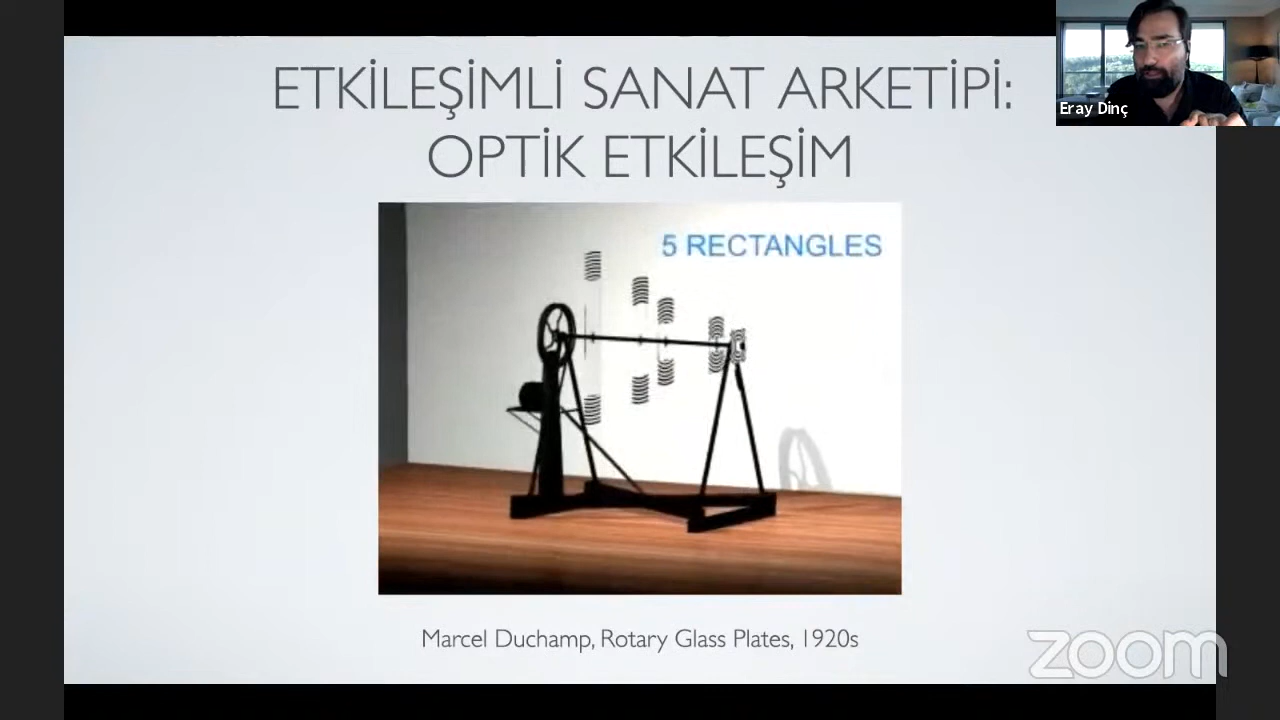 ETKİLEŞİMLİ SANAT ARKETİPİ:
OPTİK ETKİLEŞİM
5 RECTANGLES
Marcel Duchamp, Rotary Glass Plates, 1920s
Eray Dinç
zoom